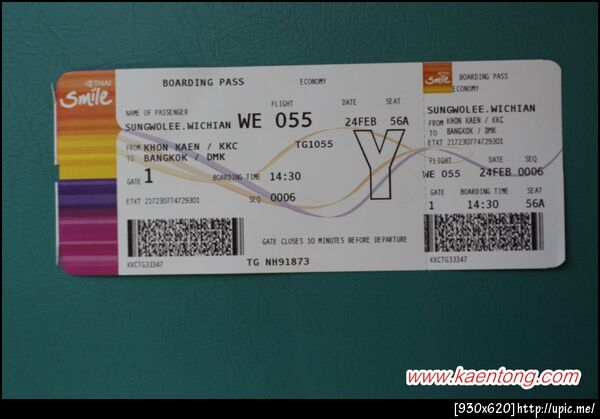 THAI
Smile
BOARDING PASS ECONOMY
NAME OF PASSENGER FLIGHT DATE SEAT
SUNGWOLEE.WICHIAN WE 055 24FEB 56A
FROM KHON KAEN / KKC TG1055
TO BANGKOK / DMK Y
GATE 1 BOARDING TIME 14:30
ETKT 217230774729301 SEQ 0006
GATE CLOSES 10 MINUTES BEFORE DEPARTURE
KKCTG33347 TG NH91873
THAI
Smile
BOARDING PASS
ECONOMY
SUNGWOLEE.WICHIAN
FROM KHON KAEN / KKC
TO BANGKOK / DMK
ETKT 217230774729301
FLIGHT DATE SEQ
WE 055 24FEB 0006
GATE BOARDING TIME SEAT
1 14:30 56A
KKCTG33347
www.kaentong.com
[930x620]http://upic.me/